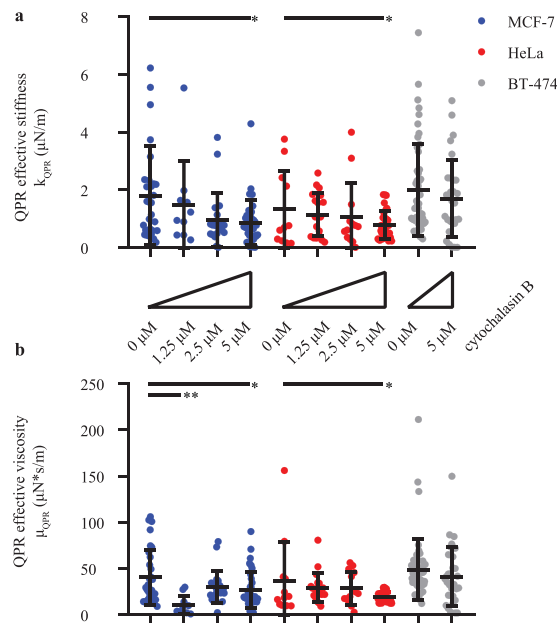 a
*
*
MCF-7
HeLa
BT-474
QPR effective stiffness
k_QPR (µN/m)
8
6
4
2
0
0 µM
1.25 µM
2.5 µM
5 µM
0 µM
1.25 µM
2.5 µM
5 µM
0 µM
5 µM
cytochalasin B
b
*
**
*
QPR effective viscosity
µ_QPR (µN*s/m)
250
200
150
100
50
0